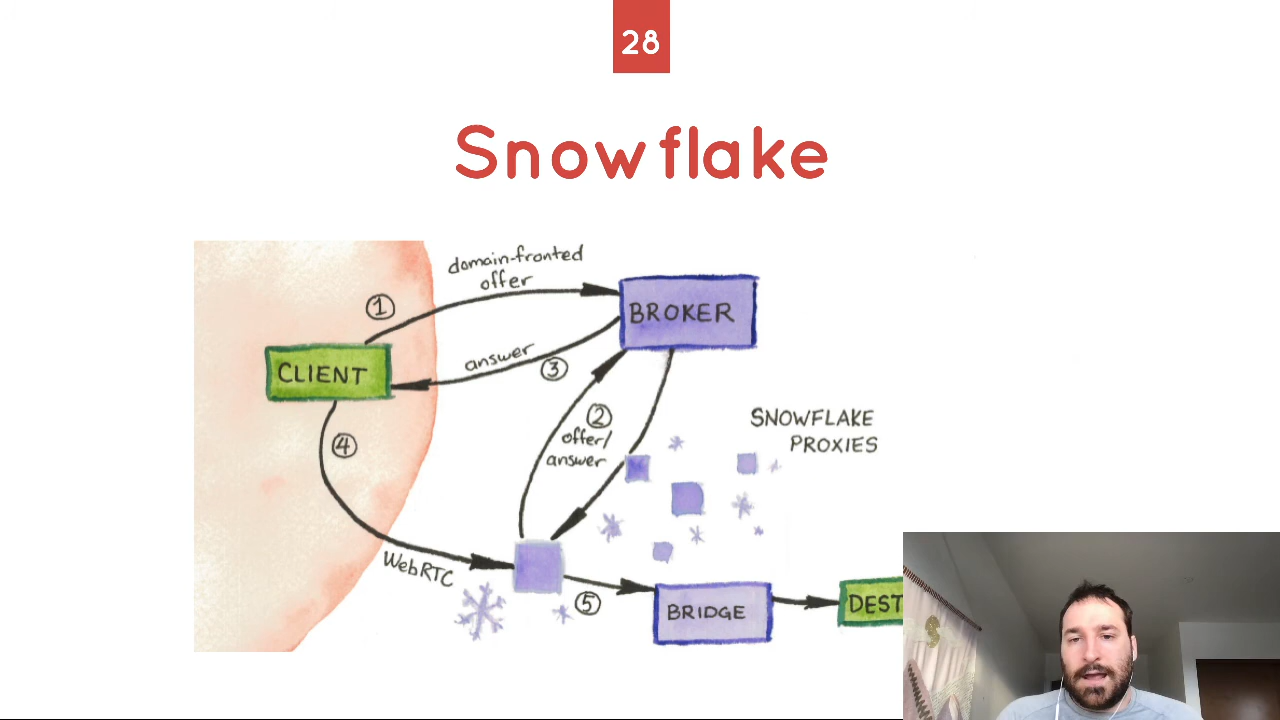 28
Snowflake
domain-fronted
offer
①
BROKER
answer
③
CLIENT
②
offer/
answer
④
SNOWFLAKE
PROXIES
WebRTC
⑤
BRIDGE
DEST